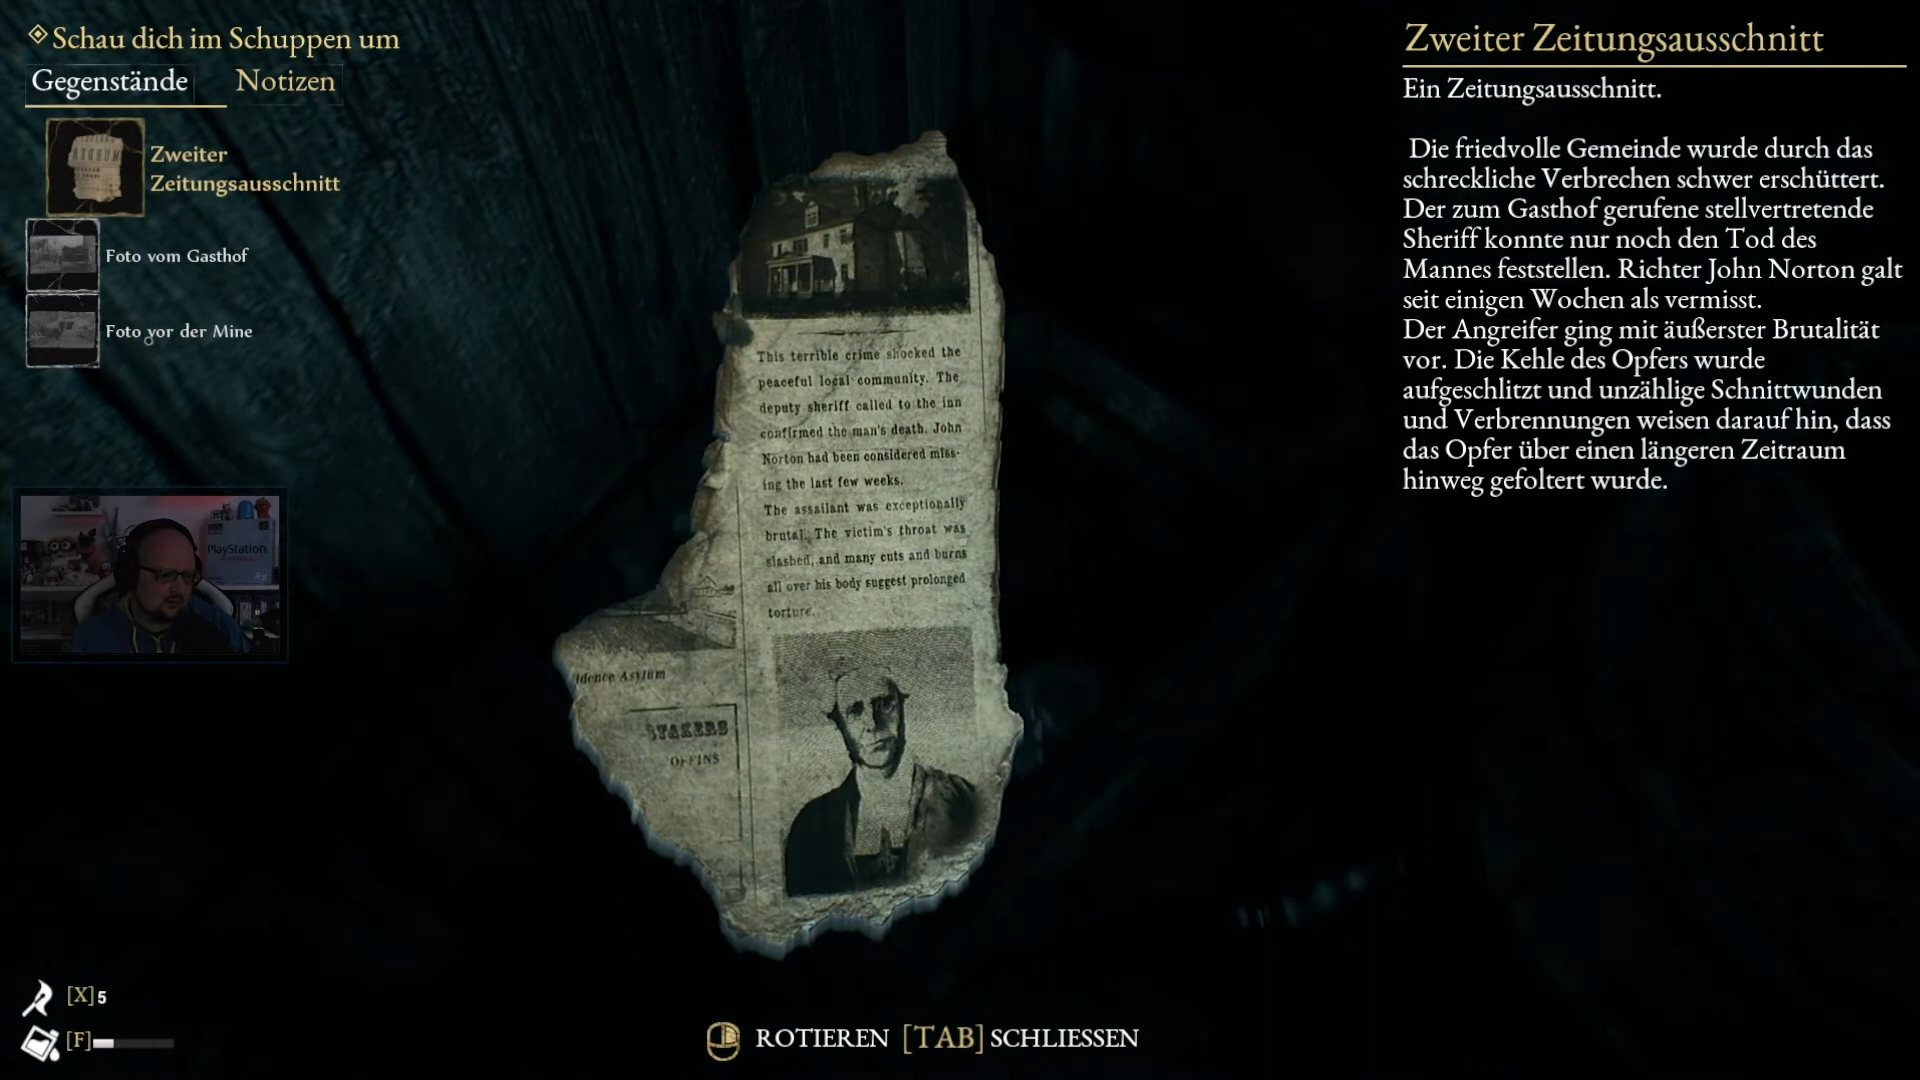 Schau dich im Schuppen um
Gegenstände
Notizen
Zweiter
Zeitungsausschnitt
Foto vom Gasthof
Foto vor der Mine
PlayStation
This terrible crime shocked the
peaceful local community. The
deputy sheriff called to the inn
confirmed the man's death. John
Norton had been considered miss-
ing the last few weeks.
The assailant was exceptionally
brutal. The victim's throat was
slashed, and many cuts and burns
all over his body suggest prolonged
torture.
idence Asylum
STAKERS
OFFINS
Zweiter Zeitungsausschnitt
Ein Zeitungsausschnitt.
Die friedvolle Gemeinde wurde durch das
schreckliche Verbrechen schwer erschüttert.
Der zum Gasthof gerufene stellvertretende
Sheriff konnte nur noch den Tod des
Mannes feststellen. Richter John Norton galt
seit einigen Wochen als vermisst.
Der Angreifer ging mit äußerster Brutalität
vor. Die Kehle des Opfers wurde
aufgeschlitzt und unzählige Schnittwunden
und Verbrennungen weisen darauf hin, dass
das Opfer über einen längeren Zeitraum
hinweg gefoltert wurde.
[X] 5
[F]
ROTIEREN [TAB] SCHLIESSEN